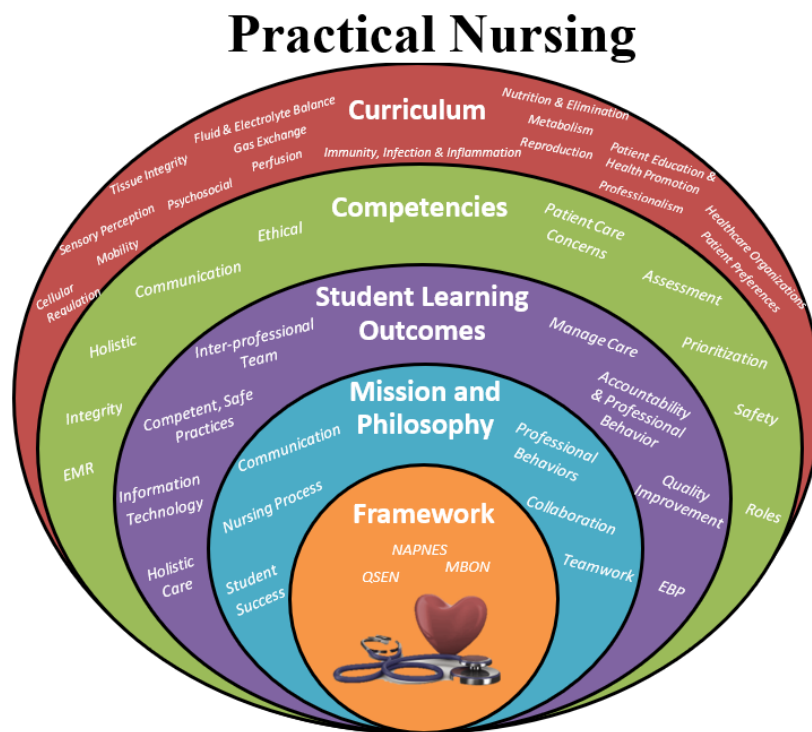 Practical Nursing
Curriculum
Cellular
Regulation
Sensory Perception
Mobility
Tissue Integrity
Psychosocial
Fluid & Electrolyte Balance
Gas Exchange
Perfusion
Immunity, Infection & Inflammation
Nutrition & Elimination
Metabolism
Reproduction
Patient Education &
Health Promotion
Professionalism
Healthcare Organizations
Patient Preferences
Competencies
EMR
Integrity
Holistic
Communication
Ethical
Patient Care
Concerns
Assessment
Prioritization
Safety
Roles
Student Learning
Outcomes
Holistic
Care
Information
Technology
Competent, Safe
Practices
Inter-professional
Team
Manage Care
Accountability
& Professional
Behavior
Quality
Improvement
EBP
Mission and
Philosophy
Student
Success
Nursing Process
Communication
Professional
Behaviors
Collaboration
Teamwork
Framework
NAPNES
QSEN
MBON